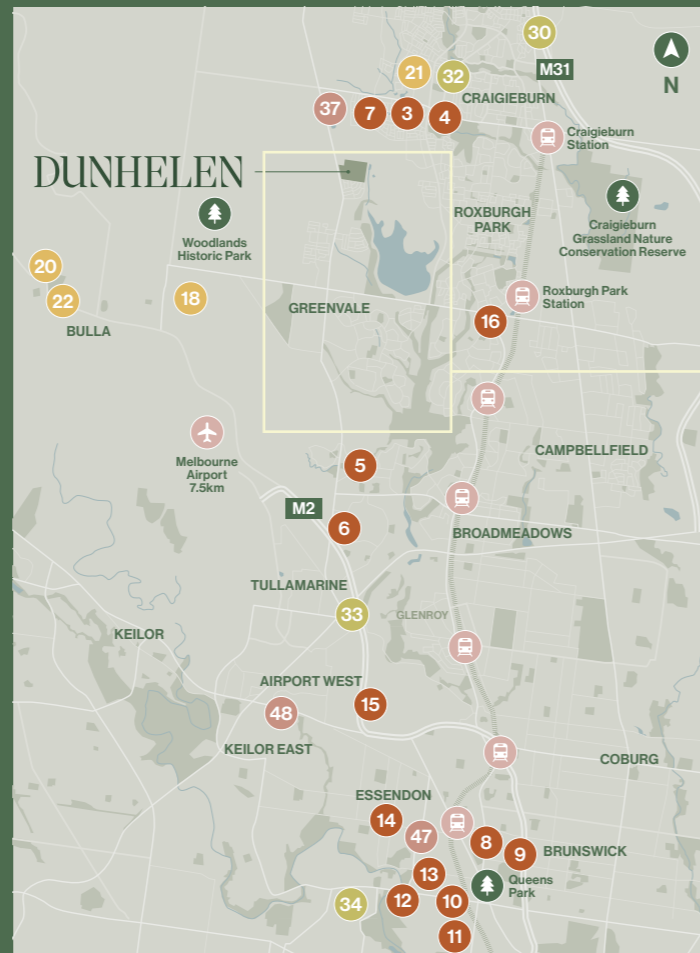 30
21
32
M31
N
CRAIGIEBURN
37
7
3
4
Craigieburn
Station
DUNHELEN
Woodlands
Historic Park
ROXBURGH
PARK
Craigieburn
Grassland Nature
Conservation Reserve
20
22
18
BULLA
GREENVALE
Roxburgh Park
Station
16
Melbourne
Airport
7.5km
5
CAMPBELLFIELD
M2
6
BROADMEADOWS
TULLAMARINE
33
GLENROY
KEILOR
AIRPORT WEST
15
48
KEILOR EAST
COBURG
ESSENDON
14
47
8
9
BRUNSWICK
13
Queens
Park
12
10
34
11